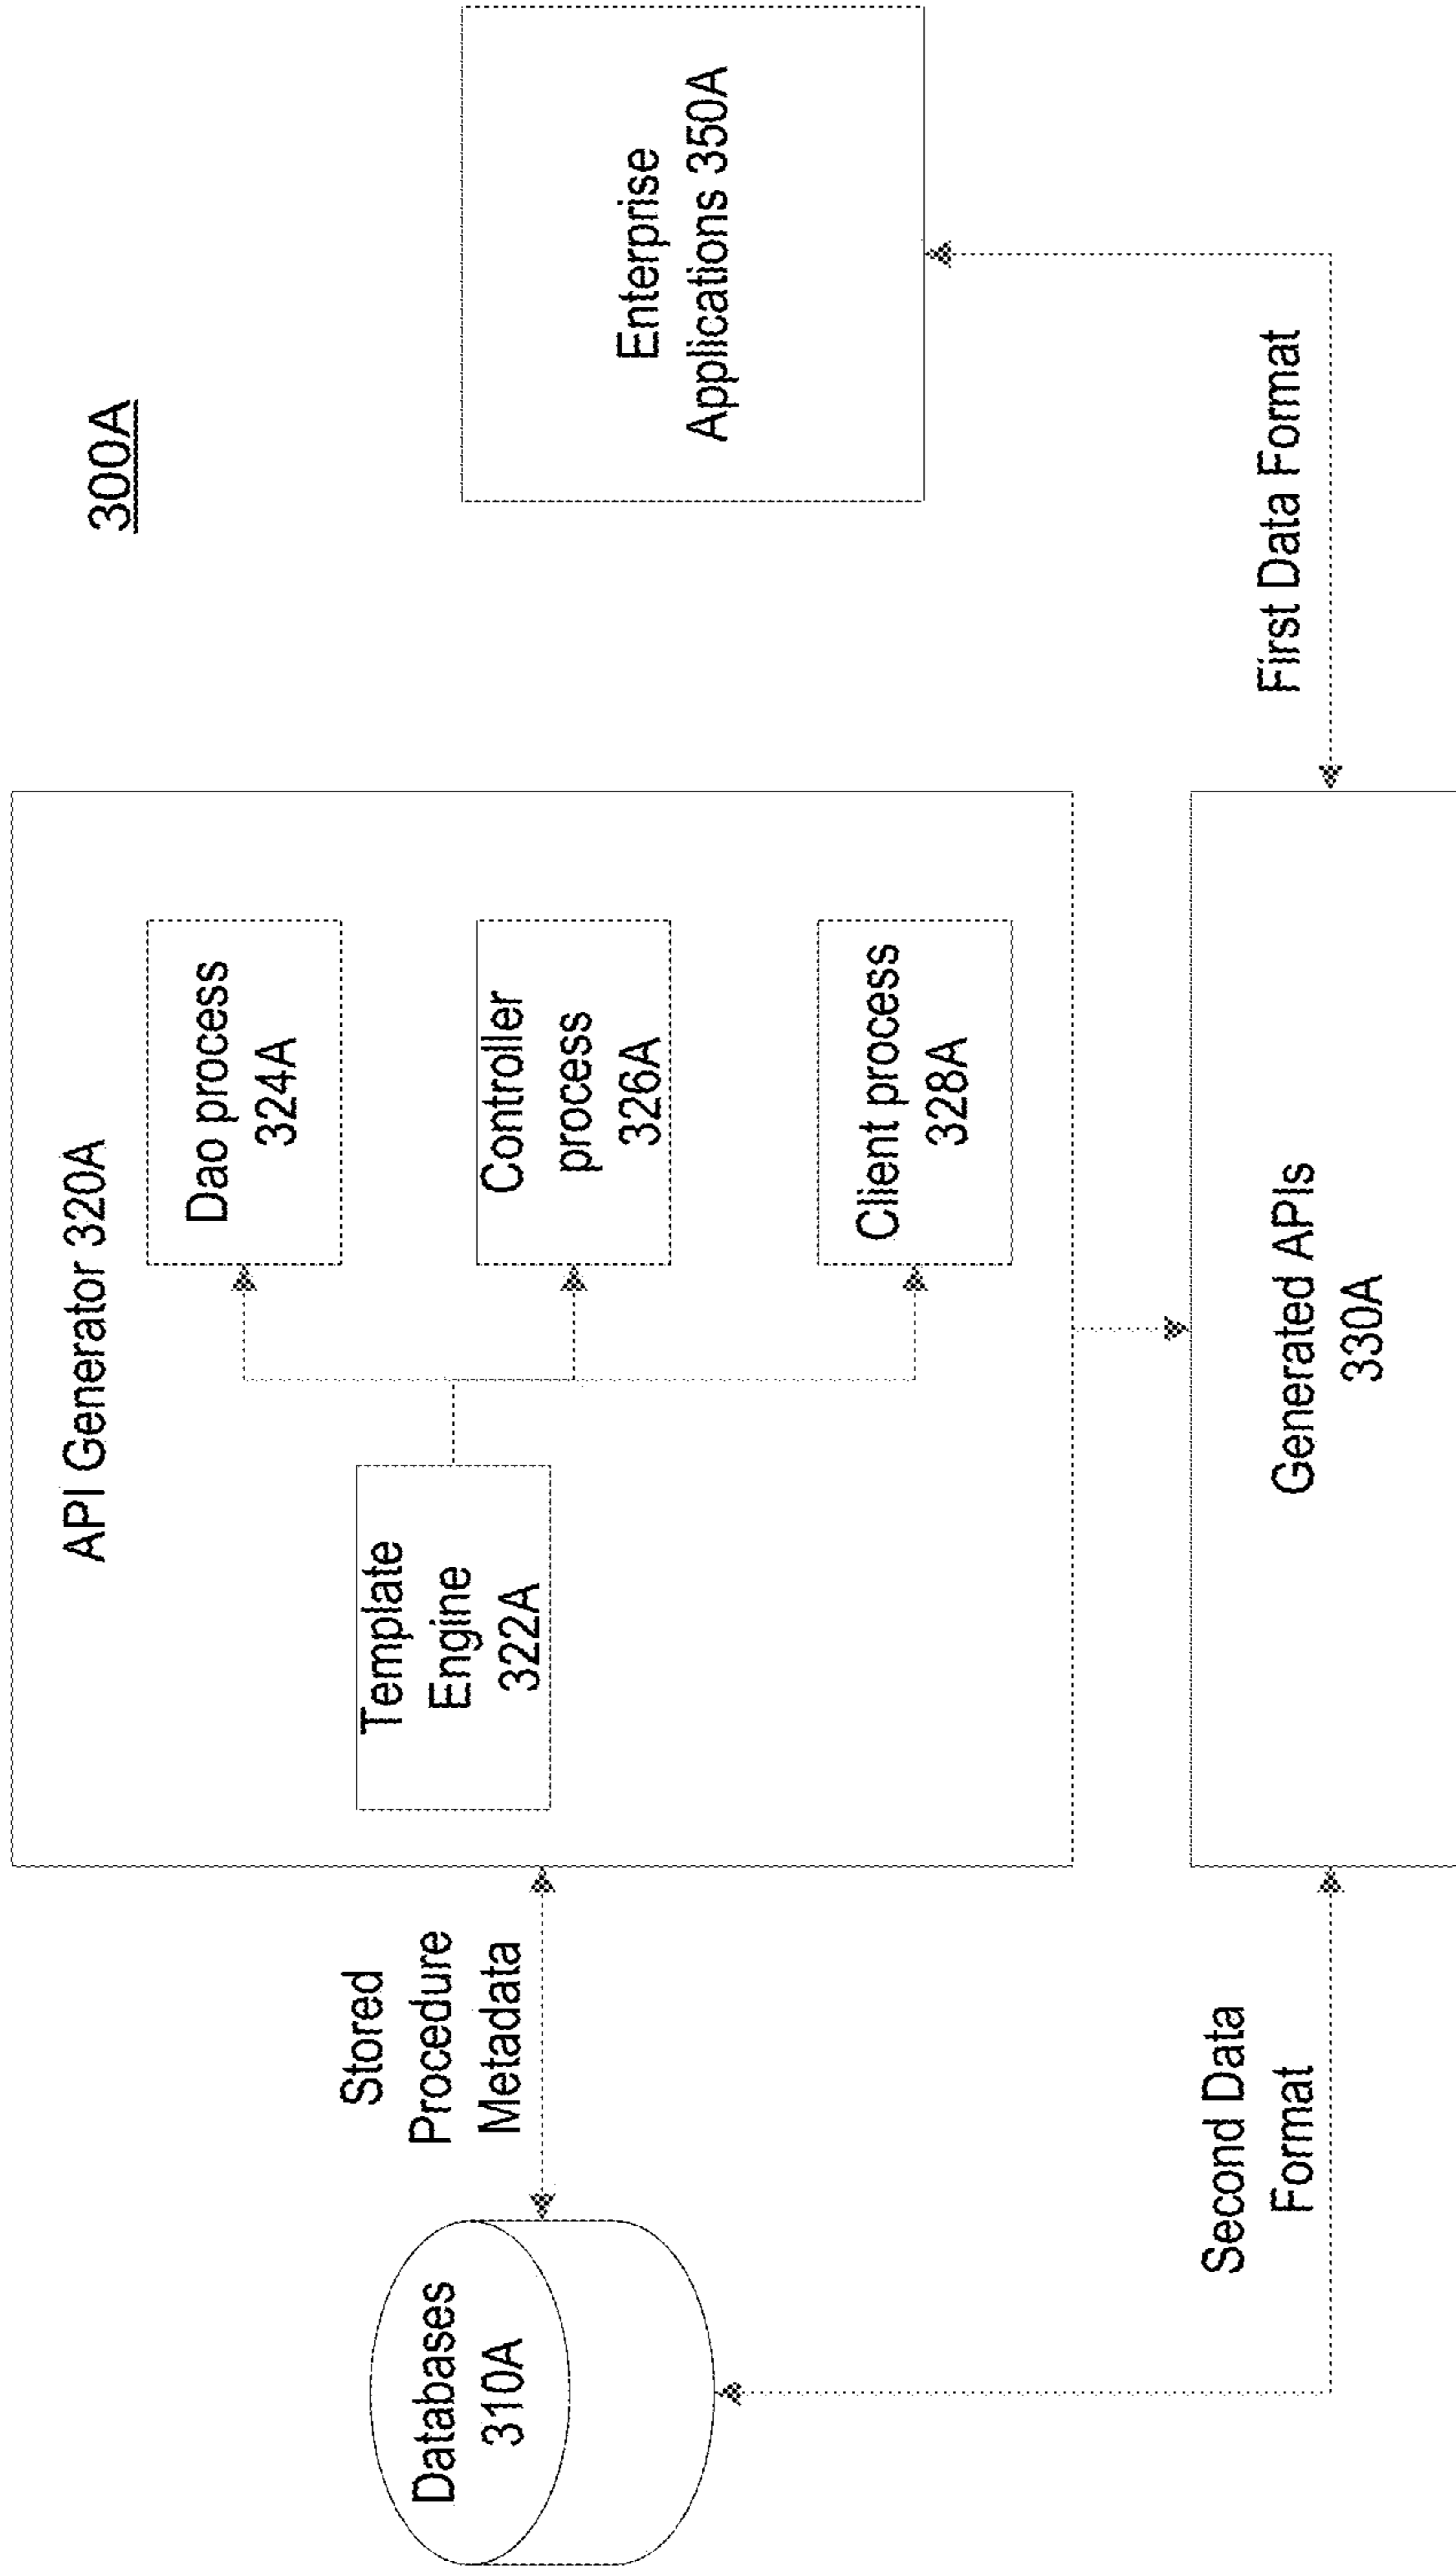 300A
API Generator 320A
Dao process
324A
Template
Engine
322A
Controller
process
326A
Client process
328A
Stored
Procedure
Metadata
Databases
310A
Enterprise
Applications 350A
Second Data
Format
Generated APIs
330A
First Data Format